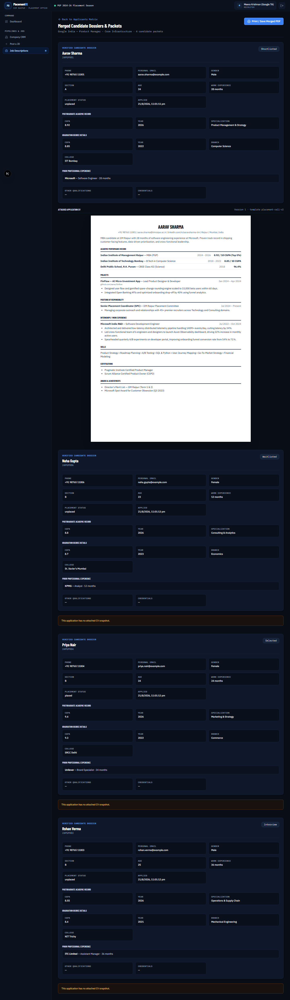 PO
PlacementOS
IIM RAIPUR · PLACEMENT OFFICE
PGP 2024-26 Placement Season
M
Meera Krishnan (Google TA)
RECRUITER
COMMAND
Dashboard
PIPELINES & JDS
Company CRM
Post a JD
Job Descriptions
N
← Back to Applicants Matrix
Merged Candidate Dossiers & Packets
Google India — Product Manager - Core Infrastructure · 4 candidate packets
Print / Save Merged PDF
VERIFIED CANDIDATE DOSSIER
Aarav Sharma
24PGP001
Shortlisted
PHONE
+91 98765 11001
PERSONAL EMAIL
aarav.sharma@example.com
GENDER
Male
SECTION
A
AGE
24
WORK EXPERIENCE
28 months
PLACEMENT STATUS
unplaced
APPLIED
21/8/2026, 11:01:11 pm
POSTGRADUATE ACADEMIC RECORD
CGPA
8.92
YEAR
2026
SPECIALIZATION
Product Management & Strategy
GRADUATION DEGREE DETAILS
CGPA
8.85
YEAR
2022
BRANCH
Computer Science
COLLEGE
IIT Bombay
PRIOR PROFESSIONAL EXPERIENCE
Microsoft — Software Engineer · 28 months
OTHER QUALIFICATIONS
—
CREDENTIALS
—
ATTACHED APPLICATION CV
Version 1 · template placement-cell-v2
AARAV SHARMA
+91 98765 11001 | aarav.sharma@iimraipur.ac.in | linkedin.com/in/aaravsharma-iim | Raipur / Mumbai, India
MBA candidate at IIM Raipur with 28 months of software engineering experience at Microsoft. Proven track record in shipping
customer-facing features, data-driven prioritization, and cross-functional leadership.
ACADEMIC PERFORMANCE RECORD
Indian Institute of Management Raipur — MBA (PGP) 2024 - 2026 8.92 / 10 CGPA (Top 5%)
Indian Institute of Technology Bombay — B.Tech in Computer Science 2018 - 2022 8.85 / 10 CGPA
Delhi Public School, R.K. Puram — CBSE Class XII (Science) 2018 96.4%
PROJECTS
FinFlow — AI Micro-Investment App — Lead Product Designer & Developer Jan 2024 – Apr 2024
github.com/aarav/finflow
• Designed user flow and gamified spare-change rounding engine scaled to 15,000 beta users within 60 days.
• Integrated Open Banking APIs and optimized onboarding drop-off by 40% using funnel analytics.
POSITIONS OF RESPONSIBILITY
Senior Placement Coordinator (SPC) — IIM Raipur Placement Committee Jul 2024 – Present
• Managing corporate outreach and relationships with 45+ premier recruiters across Technology and Consulting domains.
INTERNSHIPS / WORK EXPERIENCE
Microsoft India R&D — Software Development Engineer Jul 2022 – Oct 2024
• Architected and delivered low-latency distributed telemetry pipeline handling 140M+ events/day, cutting latency by 34%.
• Led cross-functional team of 6 engineers and designers to launch Azure Observability dashboard, driving 22% increase in monthly
active users.
• Spearheaded quarterly A/B experiments on developer portal, improving onboarding funnel conversion rate from 54% to 71%.
SKILLS
Product Strategy • Roadmap Planning • A/B Testing • SQL & Python • User Journey Mapping • Go-To-Market Strategy • Financial
Modeling
CERTIFICATIONS
• Pragmatic Institute Certified Product Manager
• Scrum Alliance Certified Product Owner (CSPO)
AWARDS & ACHIEVEMENTS
• Director's Merit List — IIM Raipur (Term 1 & 2)
• Microsoft Spot Award for Customer Obsession (Q3 2023)
VERIFIED CANDIDATE DOSSIER
Neha Gupta
24PGP006
Waitlisted
PHONE
+91 98765 11006
PERSONAL EMAIL
neha.gupta@example.com
GENDER
Female
SECTION
B
AGE
23
WORK EXPERIENCE
12 months
PLACEMENT STATUS
unplaced
APPLIED
21/8/2026, 11:01:13 pm
POSTGRADUATE ACADEMIC RECORD
CGPA
8.8
YEAR
2026
SPECIALIZATION
Consulting & Analytics
GRADUATION DEGREE DETAILS
CGPA
8.7
YEAR
2023
BRANCH
Economics
COLLEGE
St. Xavier's Mumbai
PRIOR PROFESSIONAL EXPERIENCE
KPMG — Analyst · 12 months
OTHER QUALIFICATIONS
—
CREDENTIALS
—
This application has no attached CV snapshot.
VERIFIED CANDIDATE DOSSIER
Priya Nair
24PGP004
Selected
PHONE
+91 98765 11004
PERSONAL EMAIL
priya.nair@example.com
GENDER
Female
SECTION
B
AGE
24
WORK EXPERIENCE
24 months
PLACEMENT STATUS
placed
APPLIED
21/8/2026, 11:01:12 pm
POSTGRADUATE ACADEMIC RECORD
CGPA
9.4
YEAR
2026
SPECIALIZATION
Marketing & Strategy
GRADUATION DEGREE DETAILS
CGPA
9.3
YEAR
2022
BRANCH
Commerce
COLLEGE
SRCC Delhi
PRIOR PROFESSIONAL EXPERIENCE
Unilever — Brand Specialist · 24 months
OTHER QUALIFICATIONS
—
CREDENTIALS
—
This application has no attached CV snapshot.
VERIFIED CANDIDATE DOSSIER
Rohan Verma
24PGP003
Interview
PHONE
+91 98765 11003
PERSONAL EMAIL
rohan.verma@example.com
GENDER
Male
SECTION
B
AGE
25
WORK EXPERIENCE
36 months
PLACEMENT STATUS
unplaced
APPLIED
21/8/2026, 11:01:12 pm
POSTGRADUATE ACADEMIC RECORD
CGPA
8.55
YEAR
2026
SPECIALIZATION
Operations & Supply Chain
GRADUATION DEGREE DETAILS
CGPA
8.4
YEAR
2021
BRANCH
Mechanical Engineering
COLLEGE
NIT Trichy
PRIOR PROFESSIONAL EXPERIENCE
ITC Limited — Assistant Manager · 36 months
OTHER QUALIFICATIONS
—
CREDENTIALS
—
This application has no attached CV snapshot.